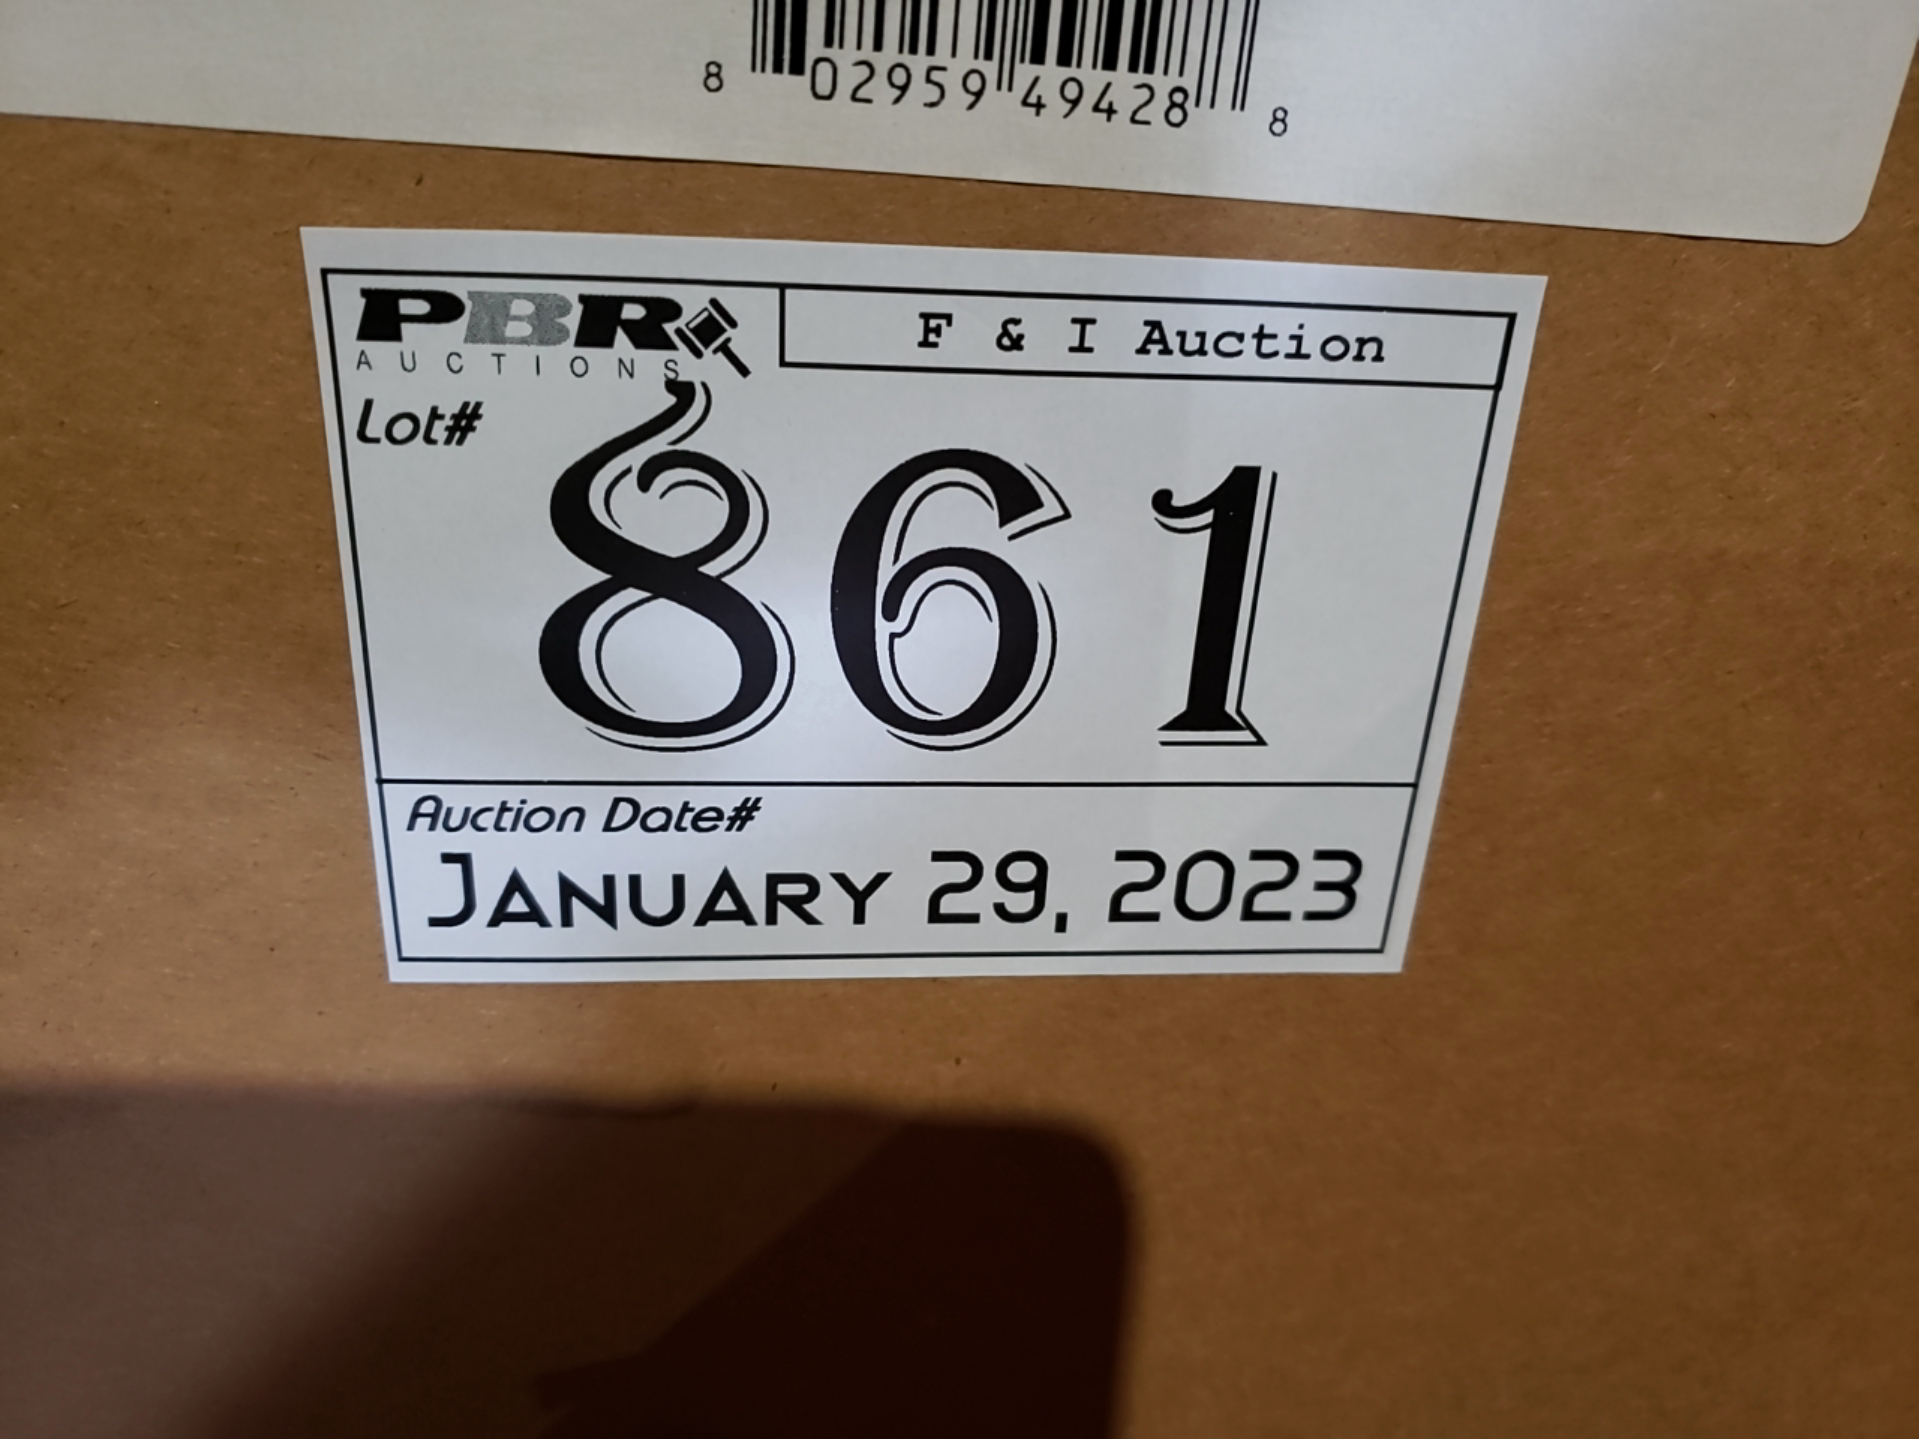 8 02959 49428 8
PBR
AUCTIONS
F & I Auction
Lot#
861
Auction Date#
January 29, 2023